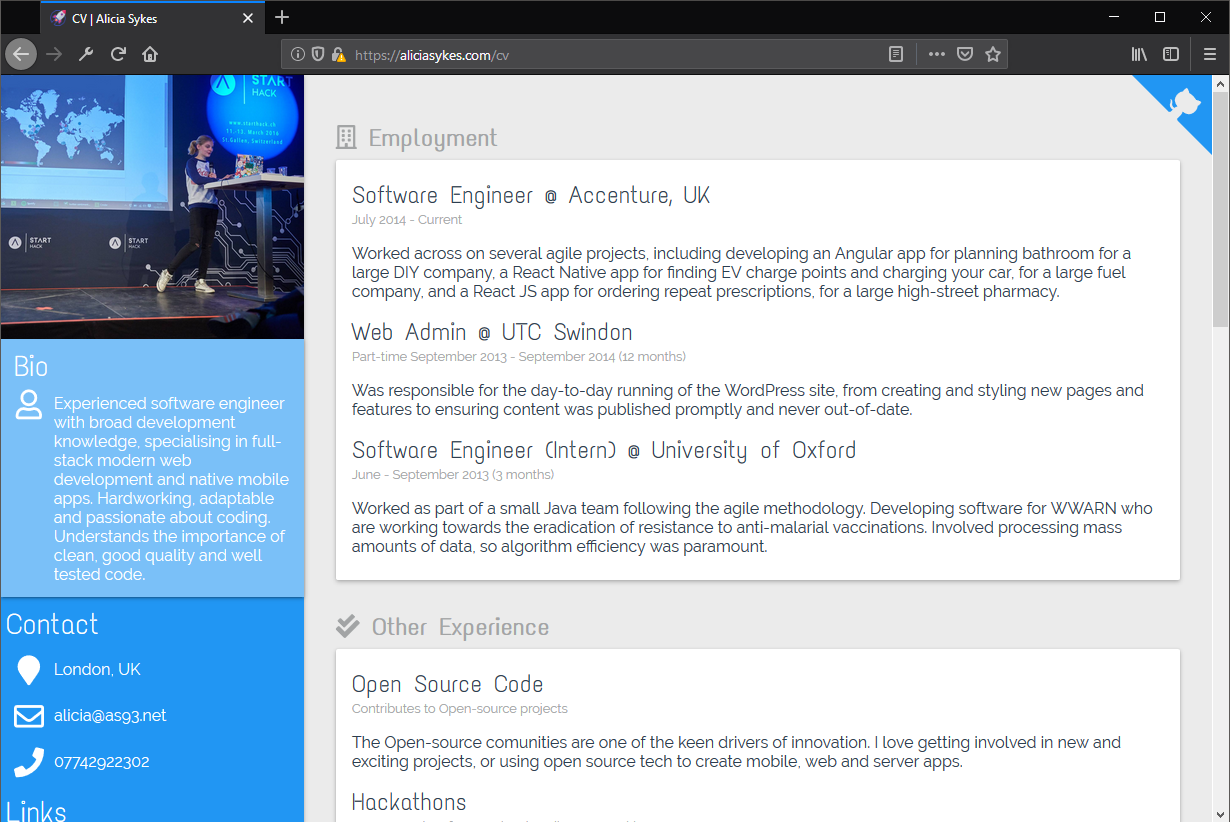 CV | Alicia Sykes
https://aliciasykes.com/cv
START
HACK
www.starthack.ch
11.-13. March 2016
St.Gallen, Switzerland
START
HACK
START
HACK
Bio
Experienced software engineer
with broad development
knowledge, specialising in full-
stack modern web
development and native mobile
apps. Hardworking, adaptable
and passionate about coding.
Understands the importance of
clean, good quality and well
tested code.
Contact
London, UK
alicia@as93.net
07742922302
Links
Employment
Software Engineer @ Accenture, UK
July 2014 - Current
Worked across on several agile projects, including developing an Angular app for planning bathroom for a
large DIY company, a React Native app for finding EV charge points and charging your car, for a large fuel
company, and a React JS app for ordering repeat prescriptions, for a large high-street pharmacy.
Web Admin @ UTC Swindon
Part-time September 2013 - September 2014 (12 months)
Was responsible for the day-to-day running of the WordPress site, from creating and styling new pages and
features to ensuring content was published promptly and never out-of-date.
Software Engineer (Intern) @ University of Oxford
June - September 2013 (3 months)
Worked as part of a small Java team following the agile methodology. Developing software for WWARN who
are working towards the eradication of resistance to anti-malarial vaccinations. Involved processing mass
amounts of data, so algorithm efficiency was paramount.
Other Experience
Open Source Code
Contributes to Open-source projects
The Open-source comunities are one of the keen drivers of innovation. I love getting involved in new and
exciting projects, or using open source tech to create mobile, web and server apps.
Hackathons